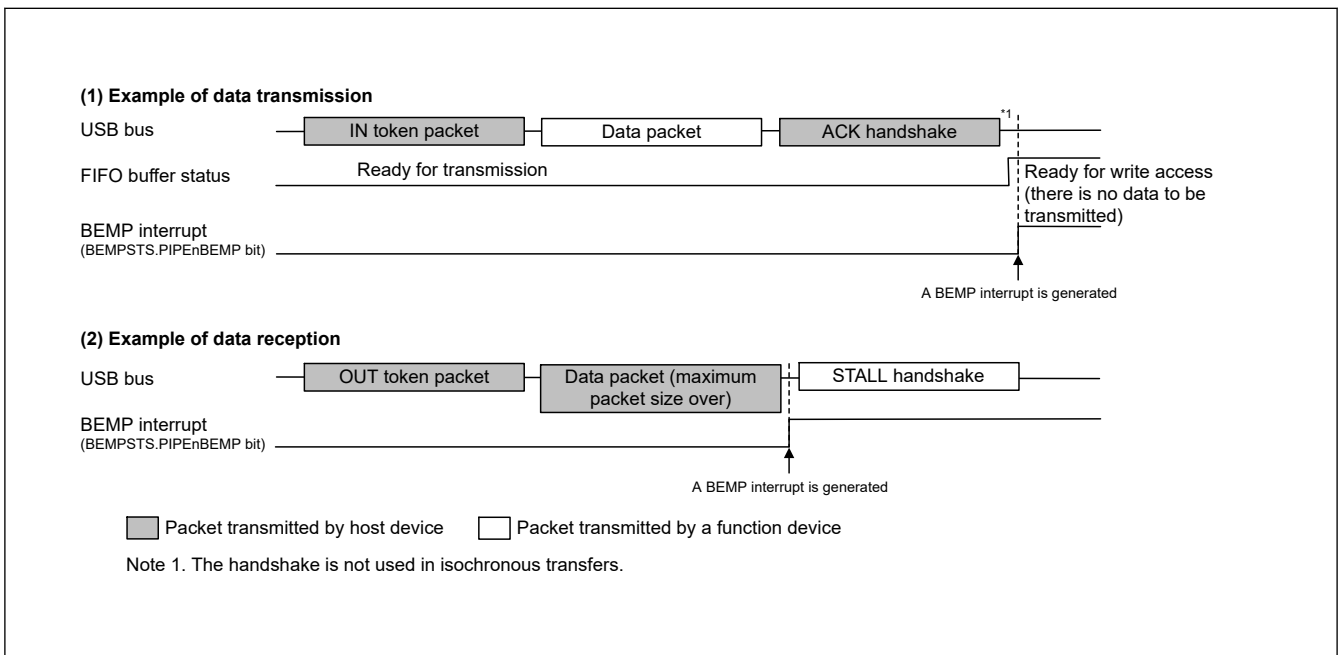 (1) Example of data transmission
*1
USB bus
IN token packet
Data packet
ACK handshake
FIFO buffer status
Ready for transmission
Ready for write access
(there is no data to be
transmitted)
BEMP interrupt
(BEMPSTS.PIPEnBEMP bit)
A BEMP interrupt is generated
(2) Example of data reception
USB bus
OUT token packet
Data packet (maximum
packet size over)
STALL handshake
BEMP interrupt
(BEMPSTS.PIPEnBEMP bit)
A BEMP interrupt is generated
Packet transmitted by host device
Packet transmitted by a function device
Note 1. The handshake is not used in isochronous transfers.